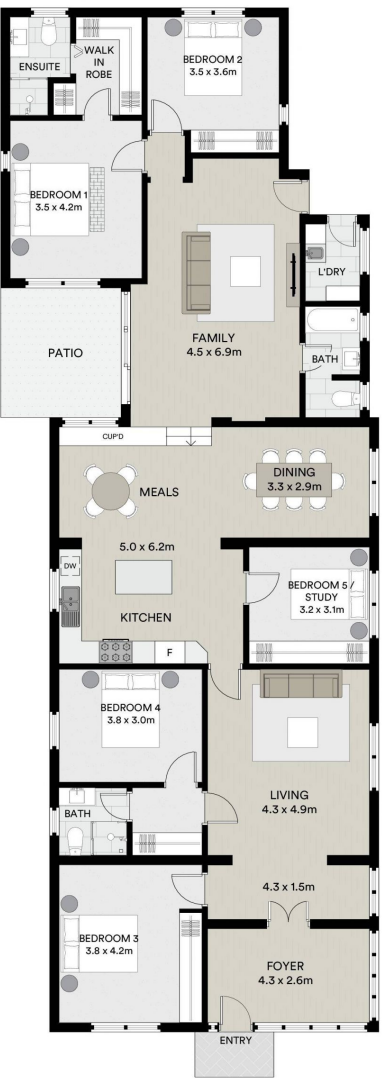 ENSUITE
WALK
IN
ROBE
BEDROOM 2
3.5 x 3.6m
BEDROOM 1
3.5 x 4.2m
L'DRY
FAMILY
4.5 x 6.9m
PATIO
BATH
CUP'D
MEALS
DINING
3.3 x 2.9m
5.0 x 6.2m
DW
KITCHEN
F
BEDROOM 5 /
STUDY
3.2 x 3.1m
BEDROOM 4
3.8 x 3.0m
LIVING
4.3 x 4.9m
BATH
4.3 x 1.5m
BEDROOM 3
3.8 x 4.2m
FOYER
4.3 x 2.6m
ENTRY